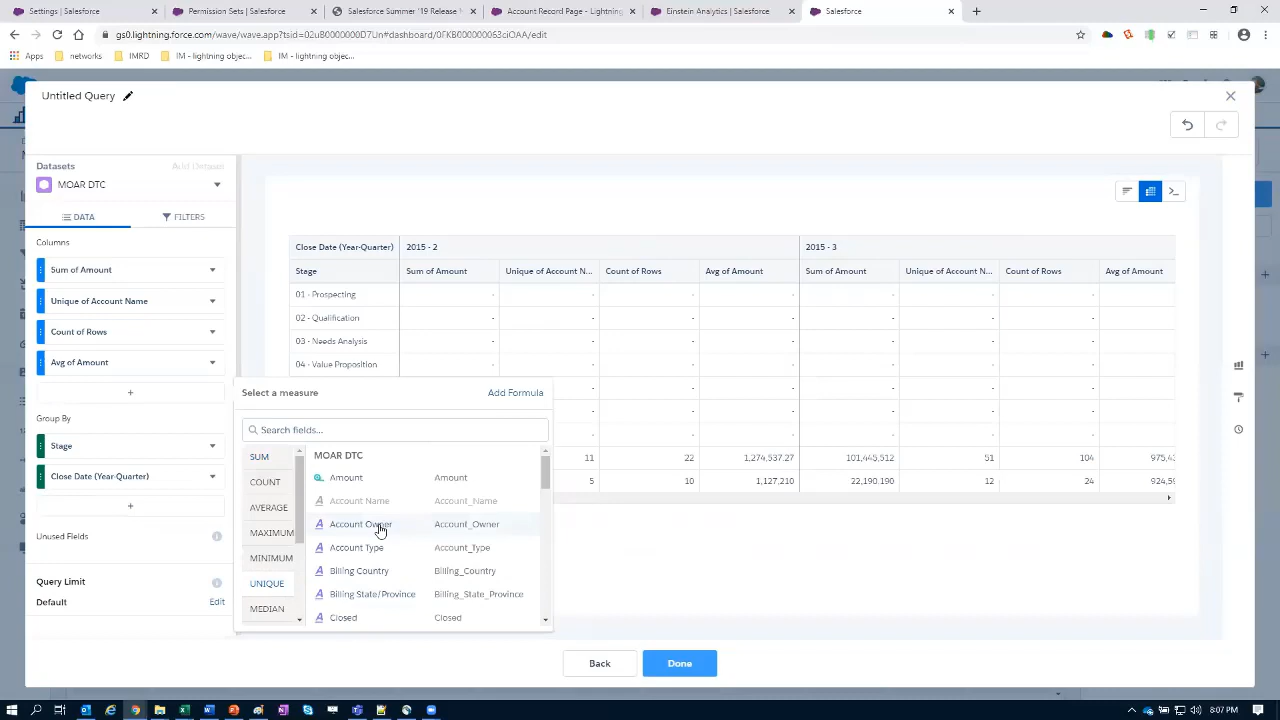 Settings | Salesforce
Permission Sets | Salesforce
Salesforce Summer '19 Release
Account Record Page - Lightning
Einstein Analytics | Salesforce
Salesforce
gs0.lightning.force.com/wave/wave.app?tsid=02uB0000000D7Un#dashboard/0FKB000000063ciOAA/edit
Apps
networks
IMRD
IM - lightning objec...
IM - lightning objec...
Untitled Query
Datasets
Add Dataset
MOAR DTC
DATA
FILTERS
Columns
Sum of Amount
Unique of Account Name
Count of Rows
Avg of Amount
+
Group By
Stage
Close Date (Year-Quarter)
+
Unused Fields
Query Limit
Default
Edit
Close Date (Year-Quarter) 2015 - 2 2015 - 3
Stage Sum of Amount Unique of Account N... Count of Rows Avg of Amount Sum of Amount Unique of Account N... Count of Rows Avg of Amount
01 - Prospecting - - - - - - -
02 - Qualification - - - - - - -
03 - Needs Analysis - - - - - - -
04 - Value Proposition - - - - - - -
- - - - - -
- - - - - -
- - - - - -
11 22 1,274,537.27 101,445,512 51 104 975,43
5 10 1,127,210 22,190,190 12 24 924,59
Select a measure
Add Formula
Search fields...
SUM
COUNT
AVERAGE
MAXIMUM
MINIMUM
UNIQUE
MEDIAN
MOAR DTC
Amount Amount
Account Name Account_Name
Account Owner Account_Owner
Account Type Account_Type
Billing Country Billing_Country
Billing State/Province Billing_State_Province
Closed Closed
Back
Done
8:07 PM